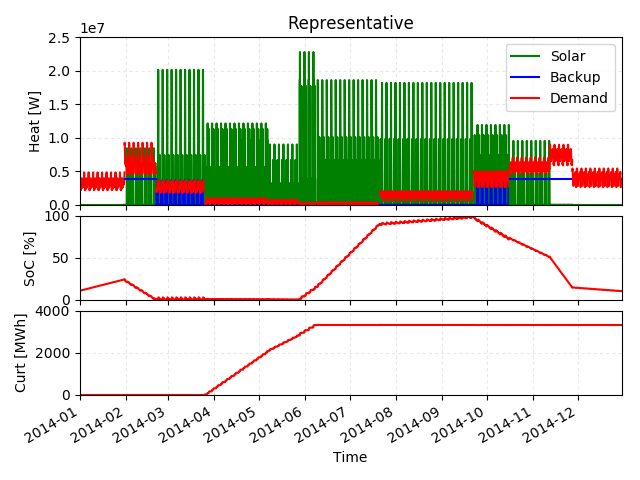 Representative
1e7
2.5
2.0
1.5
1.0
0.5
0.0
Heat [W]
Solar
Backup
Demand
100
50
0
SoC [%]
4000
2000
0
Curt [MWh]
2014-01
2014-02
2014-03
2014-04
2014-05
2014-06
2014-07
2014-08
2014-09
2014-10
2014-11
2014-12
Time